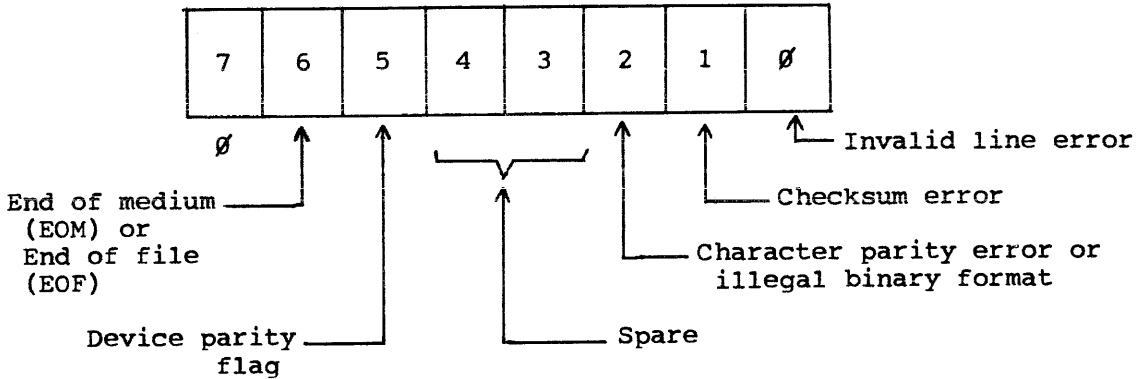 7 6 5 4 3 2 1 Ø
Ø
Invalid line error
End of medium
(EOM) or
End of file
(EOF)
Checksum error
Character parity error or
illegal binary format
Device parity
flag
Spare